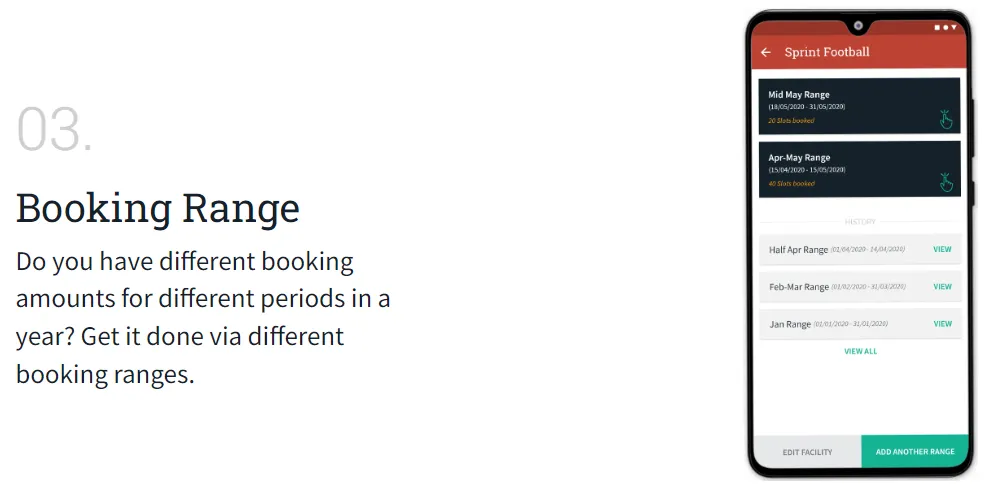 03.
Booking Range
Do you have different booking
amounts for different periods in a
year? Get it done via different
booking ranges.
Sprint Football
Mid May Range
(18/05/2020 - 31/05/2020)
20 Slots booked
Apr-May Range
(15/04/2020 - 15/05/2020)
40 Slots booked
HISTORY
Half Apr Range (01/04/2020 - 14/04/2020) VIEW
Feb-Mar Range (01/02/2020 - 31/03/2020) VIEW
Jan Range (01/01/2020 - 31/01/2020) VIEW
VIEW ALL
EDIT FACILITY
ADD ANOTHER RANGE